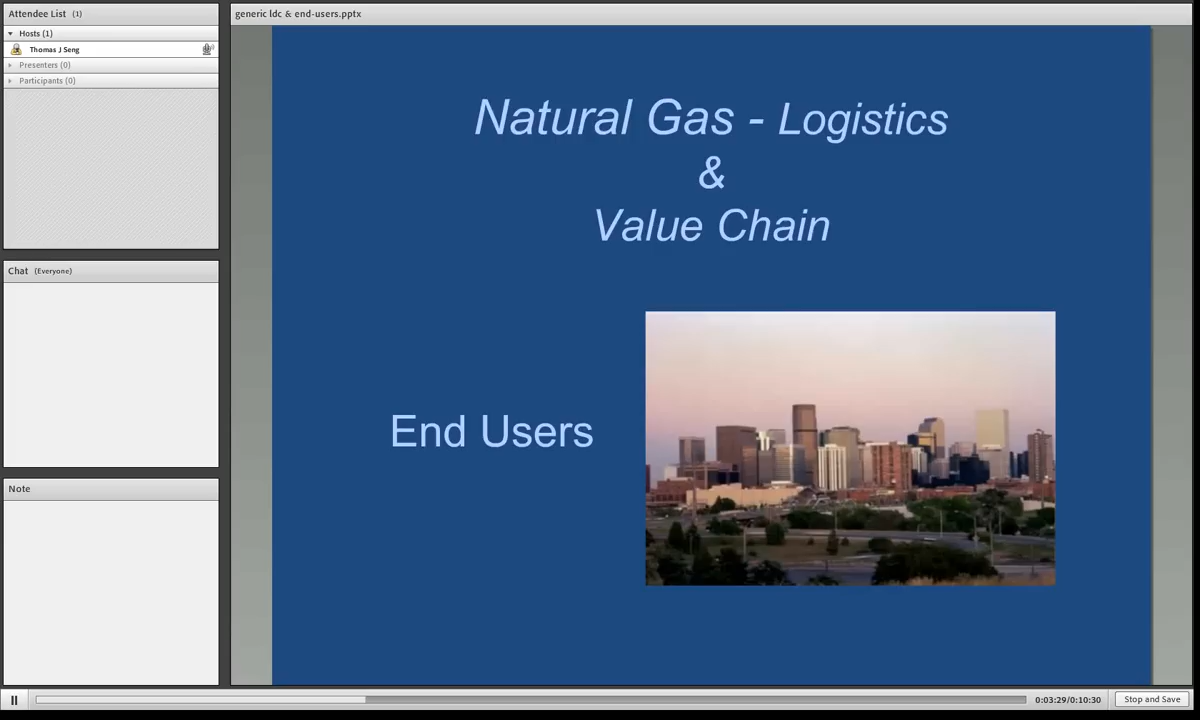 Attendee List (1)
Hosts (1)
Thomas J Seng
Presenters (0)
Participants (0)
Chat (Everyone)
Note
generic ldc & end-users.pptx
Natural Gas - Logistics
&
Value Chain
End Users
0:03:29/0:10:30
Stop and Save